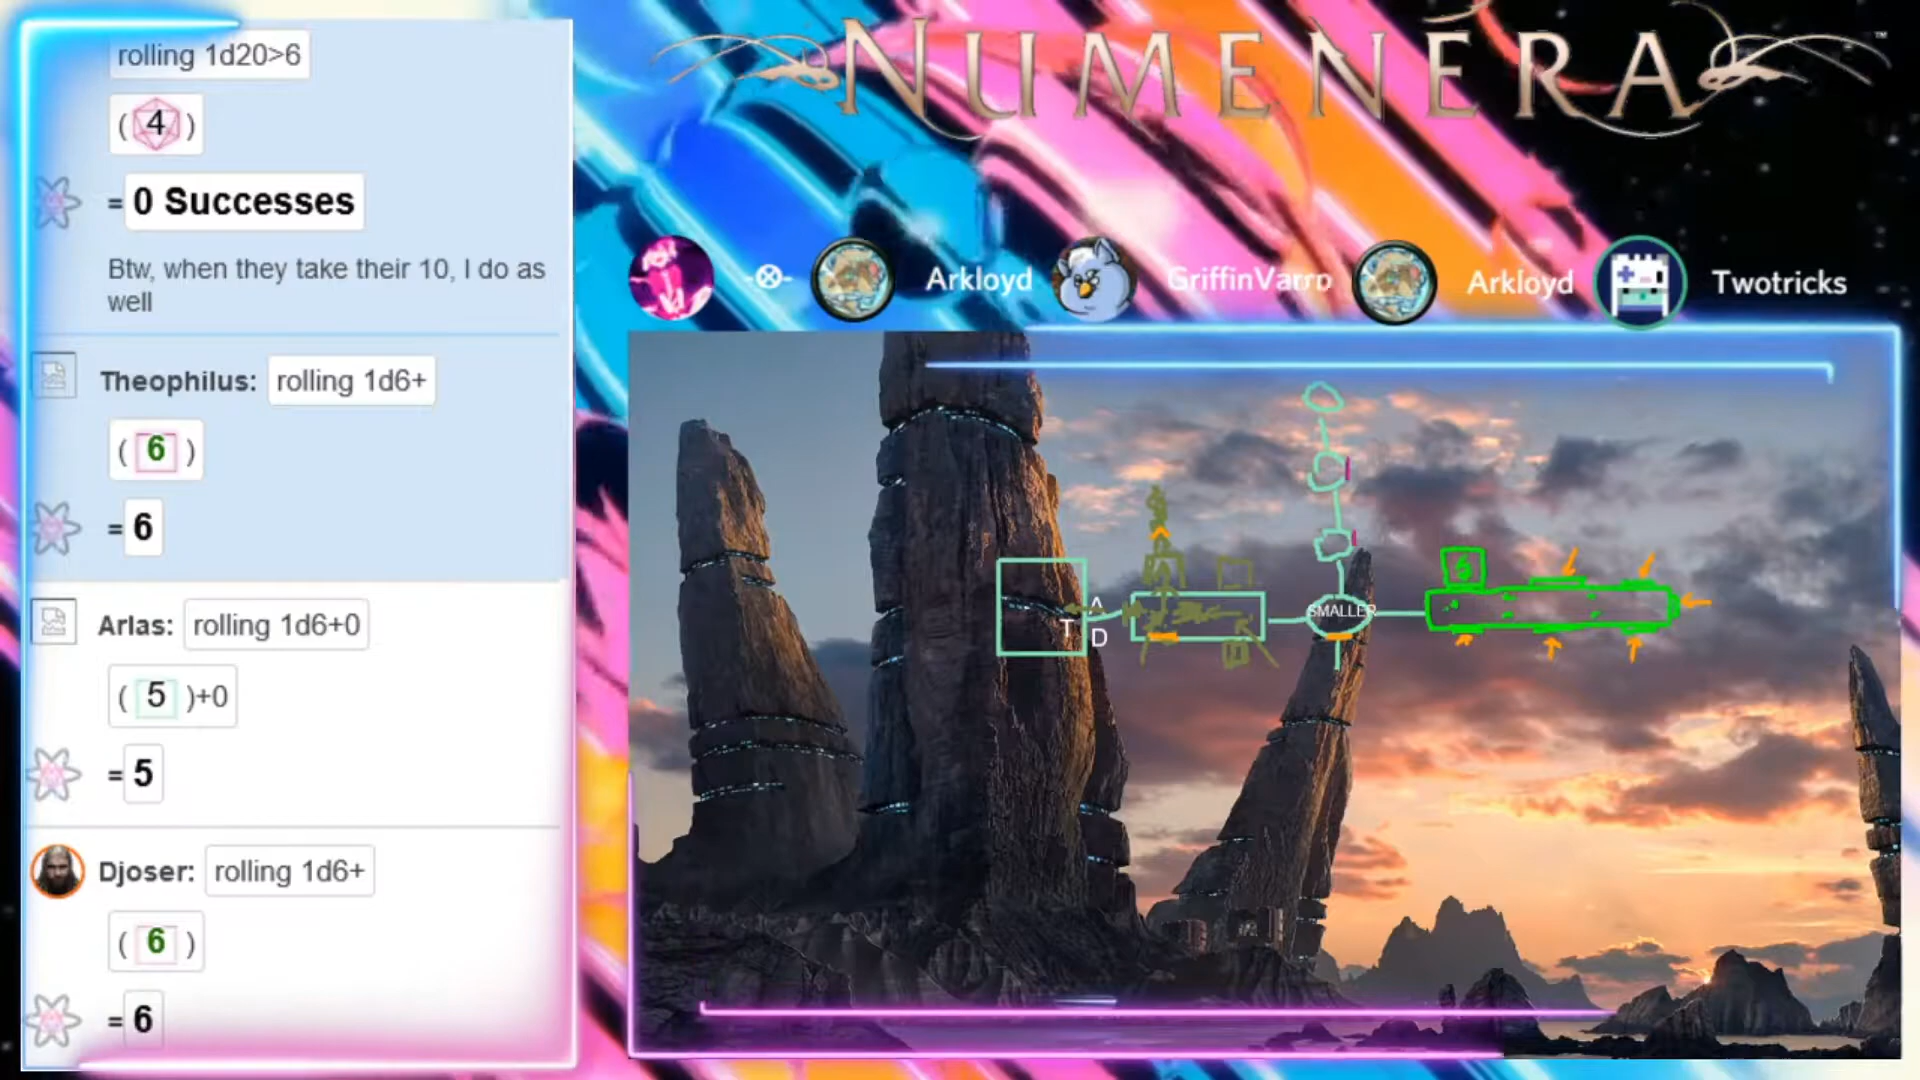 rolling 1d20>6
( 4 )
= 0 Successes
Btw, when they take their 10, I do as
well
Theophilus: rolling 1d6+
( 6 )
= 6
Arlas: rolling 1d6+0
( 5 )+0
= 5
Djoser: rolling 1d6+
( 6 )
= 6
NUMENERA™
-⊗- Arkloyd GriffinVarro Arkloyd Twotricks
A
T D
SMALLER